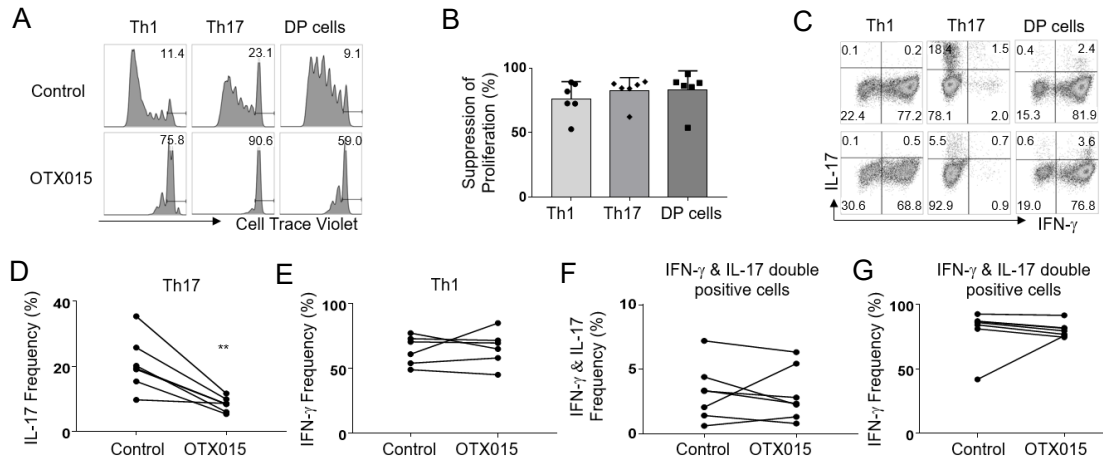 A
Th1 Th17 DP cells
Control
11.4 23.1 9.1
OTX015
75.8 90.6 59.0
Cell Trace Violet
B
Suppression of
Proliferation (%)
100
50
0
Th1 Th17 DP cells
C
Th1 Th17 DP cells
0.1 0.2 18.4 1.5 0.4 2.4
22.4 77.2 78.1 2.0 15.3 81.9
0.1 0.5 5.5 0.7 0.6 3.6
30.6 68.8 92.9 0.9 19.0 76.8
IL-17
IFN-γ
D
Th17
IL-17 Frequency (%)
40
20
0
**
Control OTX015
E
Th1
IFN-γ Frequency (%)
100
50
0
Control OTX015
F
IFN-γ & IL-17 double
positive cells
IFN-γ & IL-17
Frequency (%)
10
5
0
Control OTX015
G
IFN-γ & IL-17 double
positive cells
IFN-γ Frequency (%)
100
50
0
Control OTX015